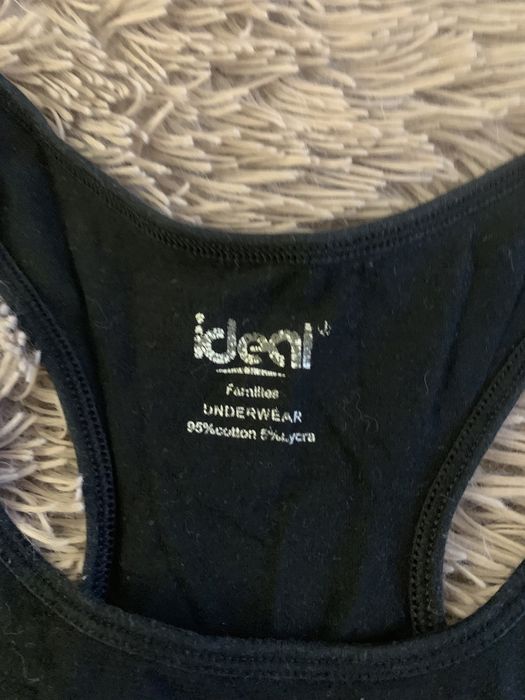 ideal
Families
UNDERWEAR
95%cotton 5%Lycra